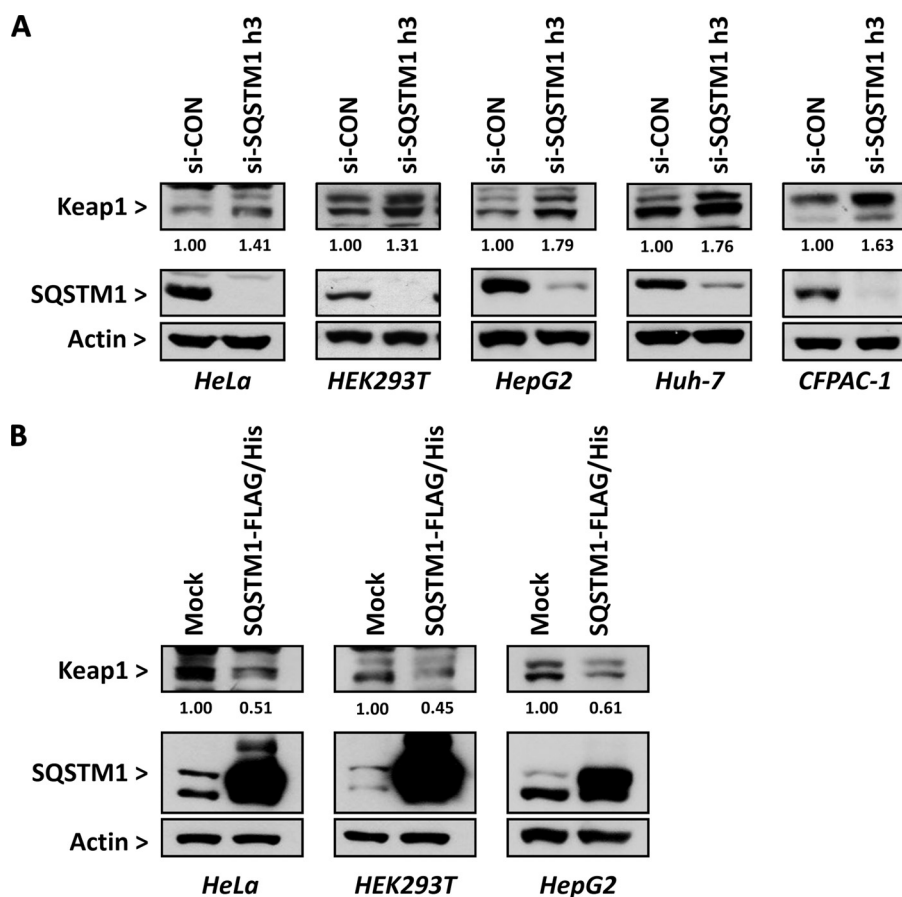 A
si-CON
si-SQSTM1 h3
si-CON
si-SQSTM1 h3
si-CON
si-SQSTM1 h3
si-CON
si-SQSTM1 h3
si-CON
si-SQSTM1 h3
Keap1 >
1.00 1.41 1.00 1.31 1.00 1.79 1.00 1.76 1.00 1.63
SQSTM1 >
Actin >
HeLa HEK293T HepG2 Huh-7 CFPAC-1
B
Mock
SQSTM1-FLAG/His
Mock
SQSTM1-FLAG/His
Mock
SQSTM1-FLAG/His
Keap1 >
1.00 0.51 1.00 0.45 1.00 0.61
SQSTM1 >
Actin >
HeLa HEK293T HepG2